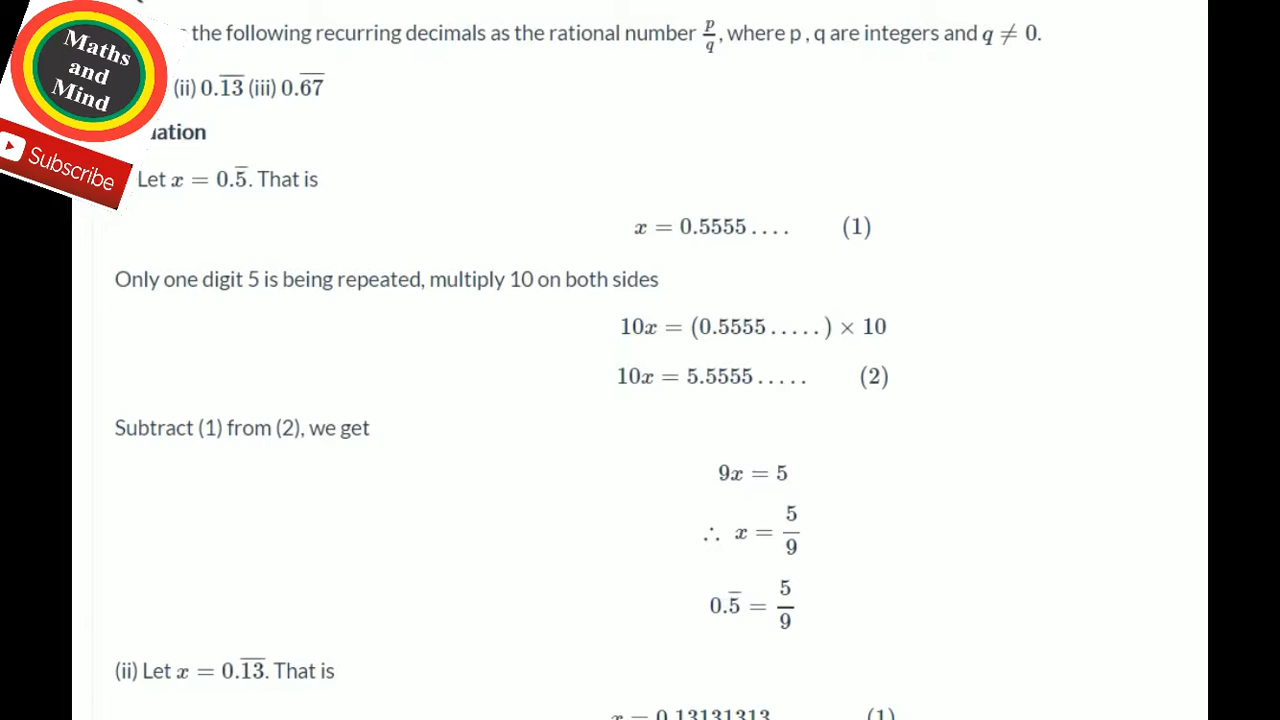 Maths
and
Mind
Subscribe
the following recurring decimals as the rational number p/q, where p , q are integers and q ≠ 0.
(ii) 0.1̅3̅ (iii) 0.6̅7̅
Let x = 0.5̅. That is
x = 0.5555 . . . . (1)
Only one digit 5 is being repeated, multiply 10 on both sides
10x = (0.5555 . . . . . ) × 10
10x = 5.5555 . . . . . (2)
Subtract (1) from (2), we get
9x = 5
∴ x = 5/9
0.5̅ = 5/9
(ii) Let x = 0.1̅3̅. That is
x = 0.13131313 (1)